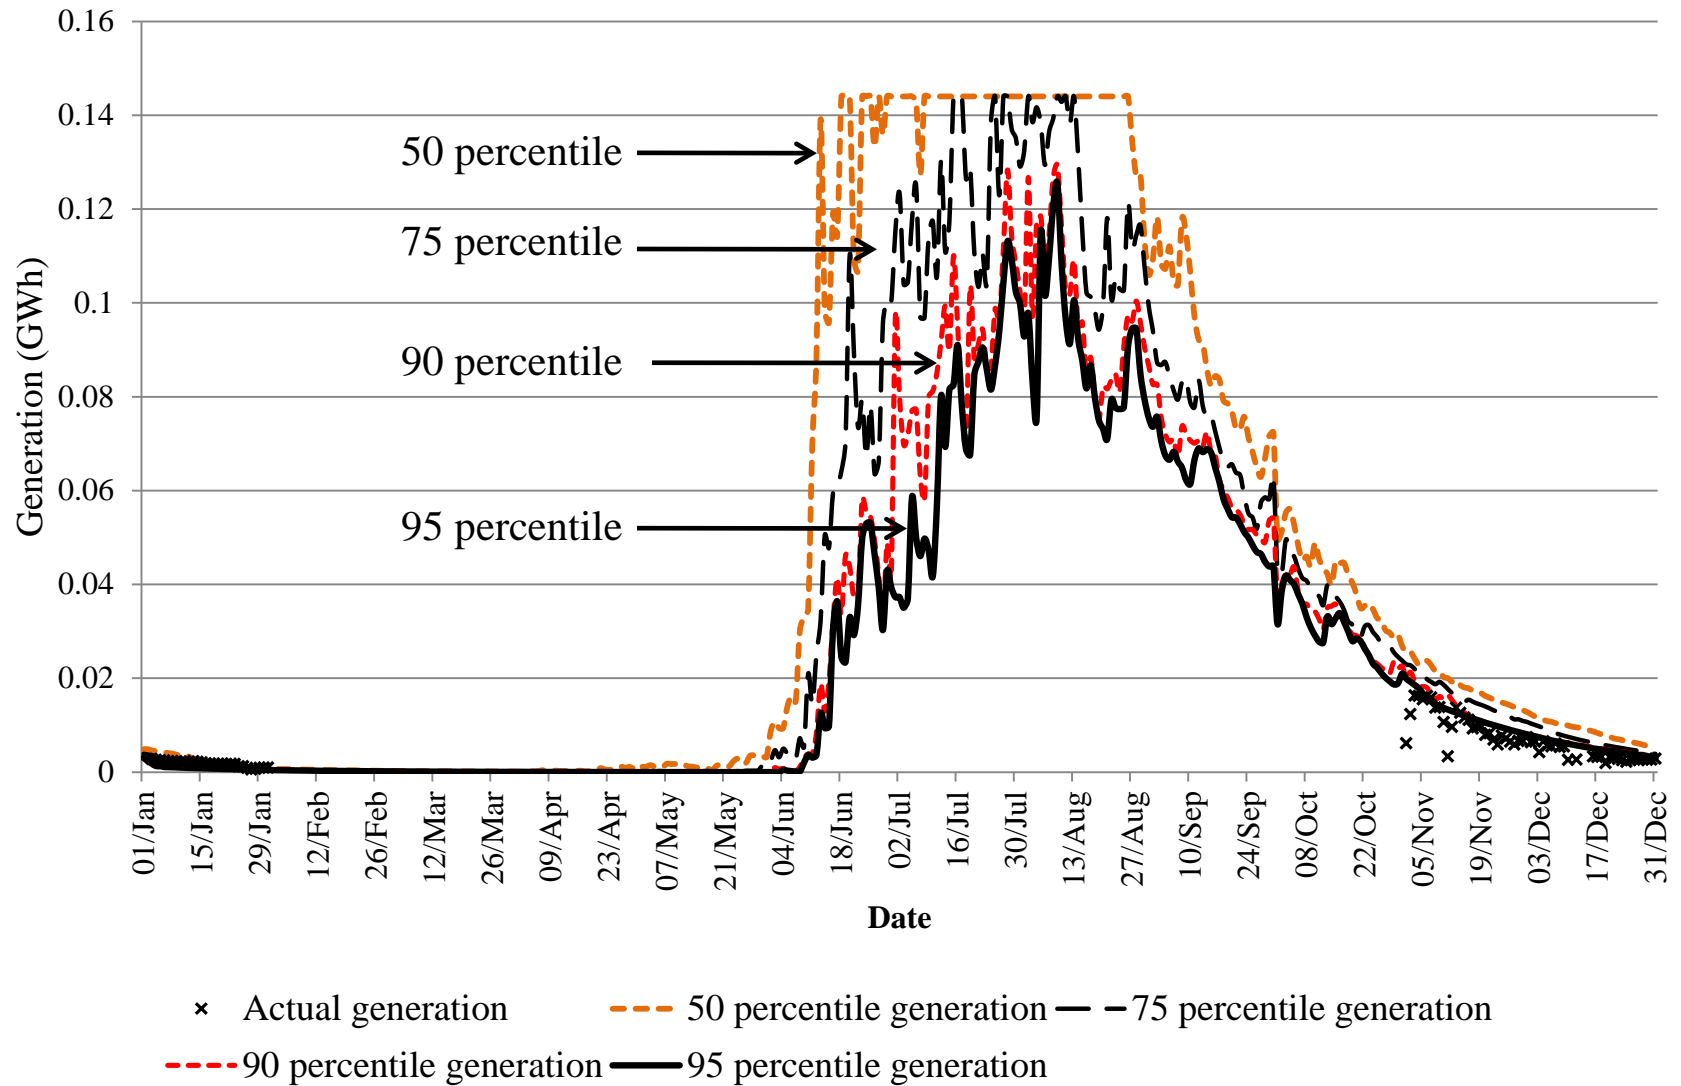 Generation (GWh)
0.16
0.14
0.12
0.1
0.08
0.06
0.04
0.02
0
50 percentile
75 percentile
90 percentile
95 percentile
01/Jan
15/Jan
29/Jan
12/Feb
26/Feb
12/Mar
26/Mar
09/Apr
23/Apr
07/May
21/May
04/Jun
18/Jun
02/Jul
16/Jul
30/Jul
13/Aug
27/Aug
10/Sep
24/Sep
08/Oct
22/Oct
05/Nov
19/Nov
03/Dec
17/Dec
31/Dec
Date
Actual generation
50 percentile generation
75 percentile generation
90 percentile generation
95 percentile generation